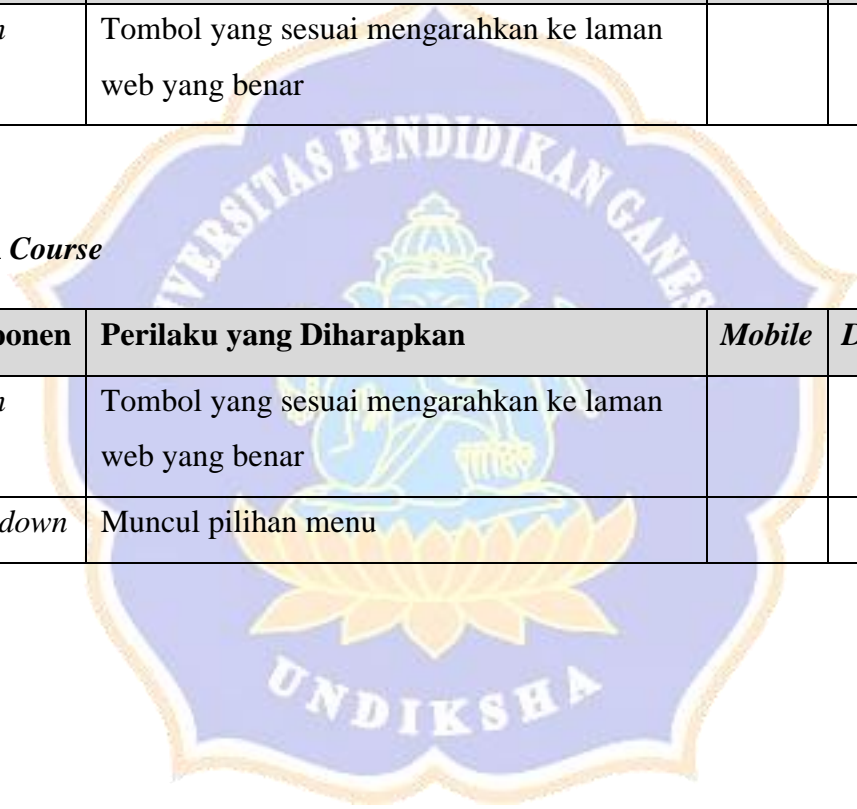 n Tombol yang sesuai mengarahkan ke laman
web yang benar
UNIVERSITAS PENDIDIKAN GANESHA
Course
ponen Perilaku yang Diharapkan Mobile D
n Tombol yang sesuai mengarahkan ke laman
web yang benar
down Muncul pilihan menu
UNDIKSHA